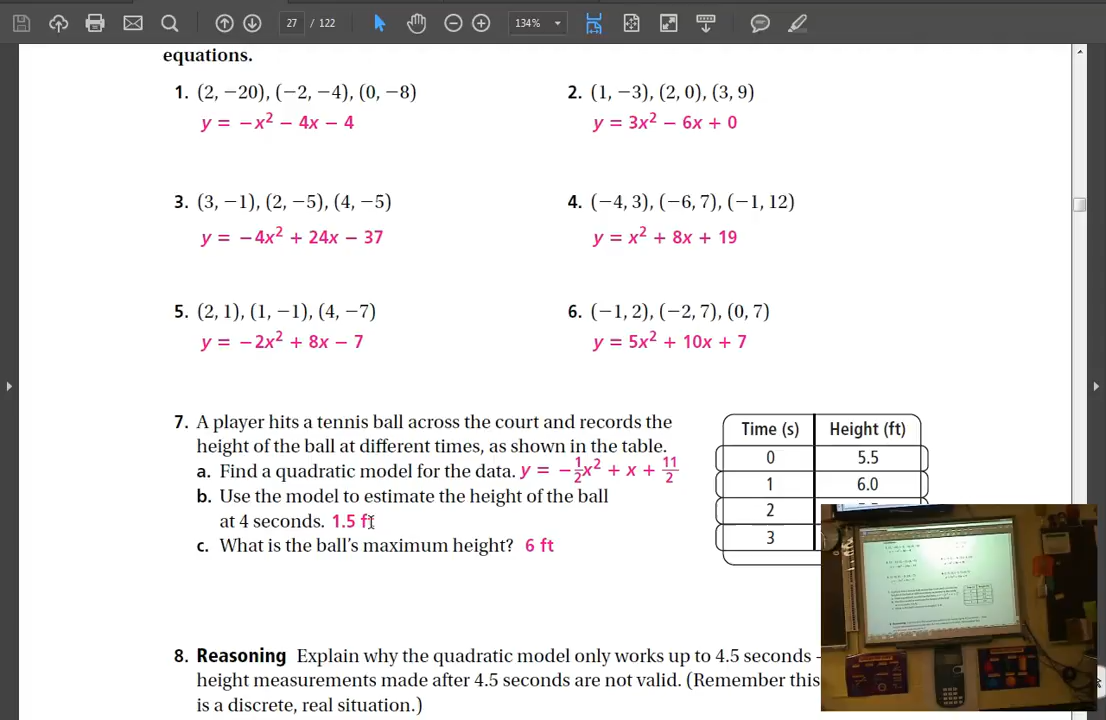 27 / 122
134%
equations.
1. (2, −20), (−2, −4), (0, −8)
y = −x² − 4x − 4
2. (1, −3), (2, 0), (3, 9)
y = 3x² − 6x + 0
3. (3, −1), (2, −5), (4, −5)
y = −4x² + 24x − 37
4. (−4, 3), (−6, 7), (−1, 12)
y = x² + 8x + 19
5. (2, 1), (1, −1), (4, −7)
y = −2x² + 8x − 7
6. (−1, 2), (−2, 7), (0, 7)
y = 5x² + 10x + 7
7. A player hits a tennis ball across the court and records the
height of the ball at different times, as shown in the table.
a. Find a quadratic model for the data. y = −1/2x² + x + 11/2
b. Use the model to estimate the height of the ball
at 4 seconds. 1.5 ft
c. What is the ball's maximum height? 6 ft
Time (s) Height (ft)
0 5.5
1 6.0
2
3
8. Reasoning Explain why the quadratic model only works up to 4.5 seconds
height measurements made after 4.5 seconds are not valid. (Remember this
is a discrete, real situation.)